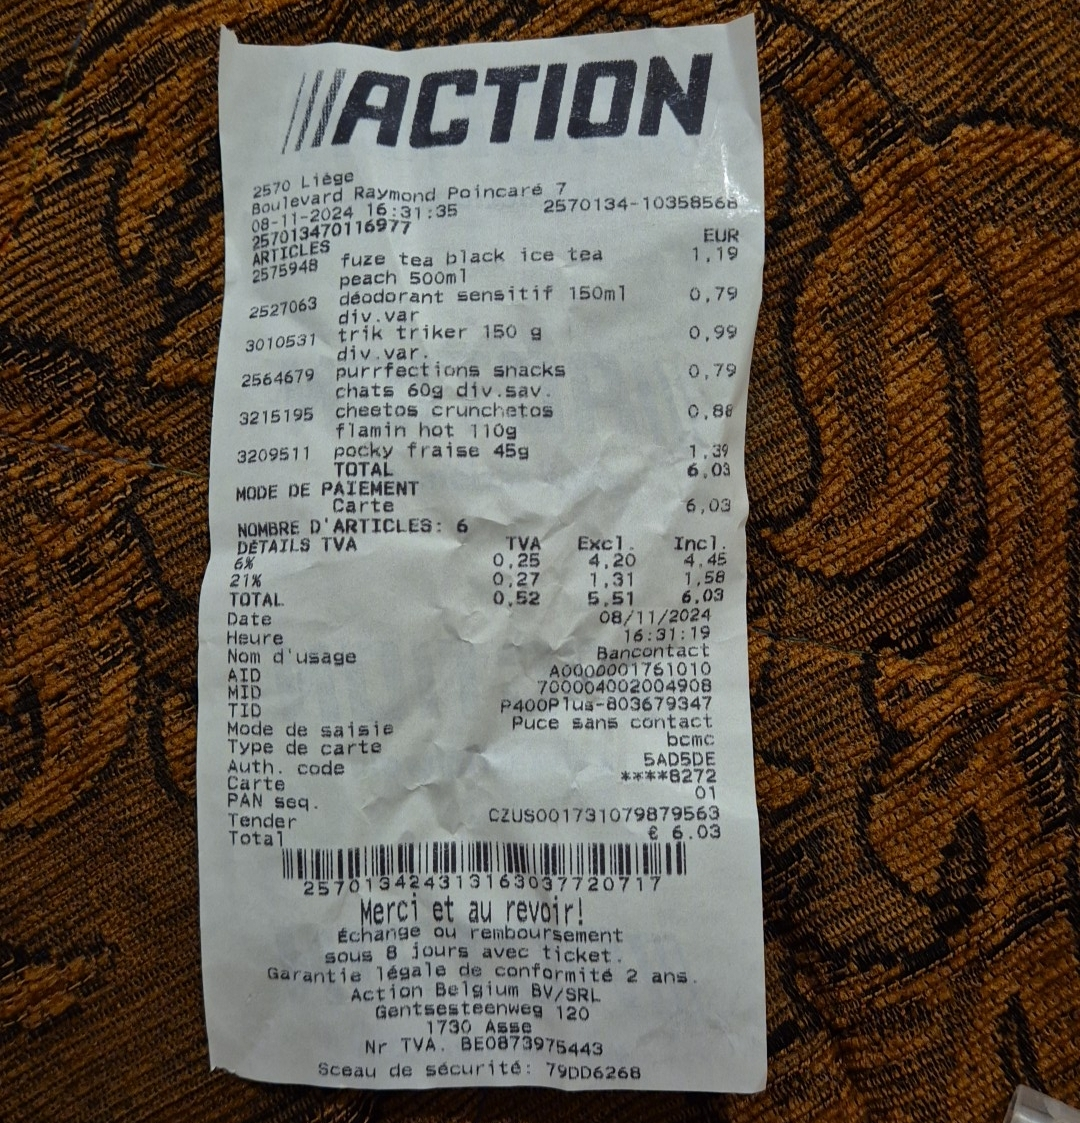 ACTION
2570 Liège
Boulevard Raymond Poincaré 7
08-11-2024 16:31:35 2570134-10358568
257013470116977
ARTICLES EUR
2575948 fuze tea black ice tea 1,19
peach 500ml
2527063 déodorant sensitif 150ml 0,79
div.var
3010531 trik triker 150 g 0,99
div.var.
2564679 purrfections snacks 0,79
chats 60g div.sav.
3215195 cheetos crunchetos 0,88
flamin hot 110g
3209511 pocky fraise 45g 1,39
TOTAL 6,03
MODE DE PAIEMENT
Carte 6,03
NOMBRE D'ARTICLES: 6
DÉTAILS TVA TVA Excl. Incl.
6% 0,25 4,20 4,45
21% 0,27 1,31 1,58
TOTAL 0,52 5,51 6,03
Date 08/11/2024
Heure 16:31:19
Nom d'usage Bancontact
AID A0000001761010
MID 700004002004908
TID P400Plus-803679347
Mode de saisie Puce sans contact
Type de carte bcmc
Auth. code 5AD5DE
Carte ****8272
PAN seq. 01
Tender CZUS001731079879563
Total € 6.03
257013424313163037720717
Merci et au revoir!
Échange ou remboursement
sous 8 jours avec ticket.
Garantie légale de conformité 2 ans.
Action Belgium BV/SRL
Gentsesteenweg 120
1730 Asse
Nr TVA. BE0873975443
Sceau de sécurité: 79DD6268